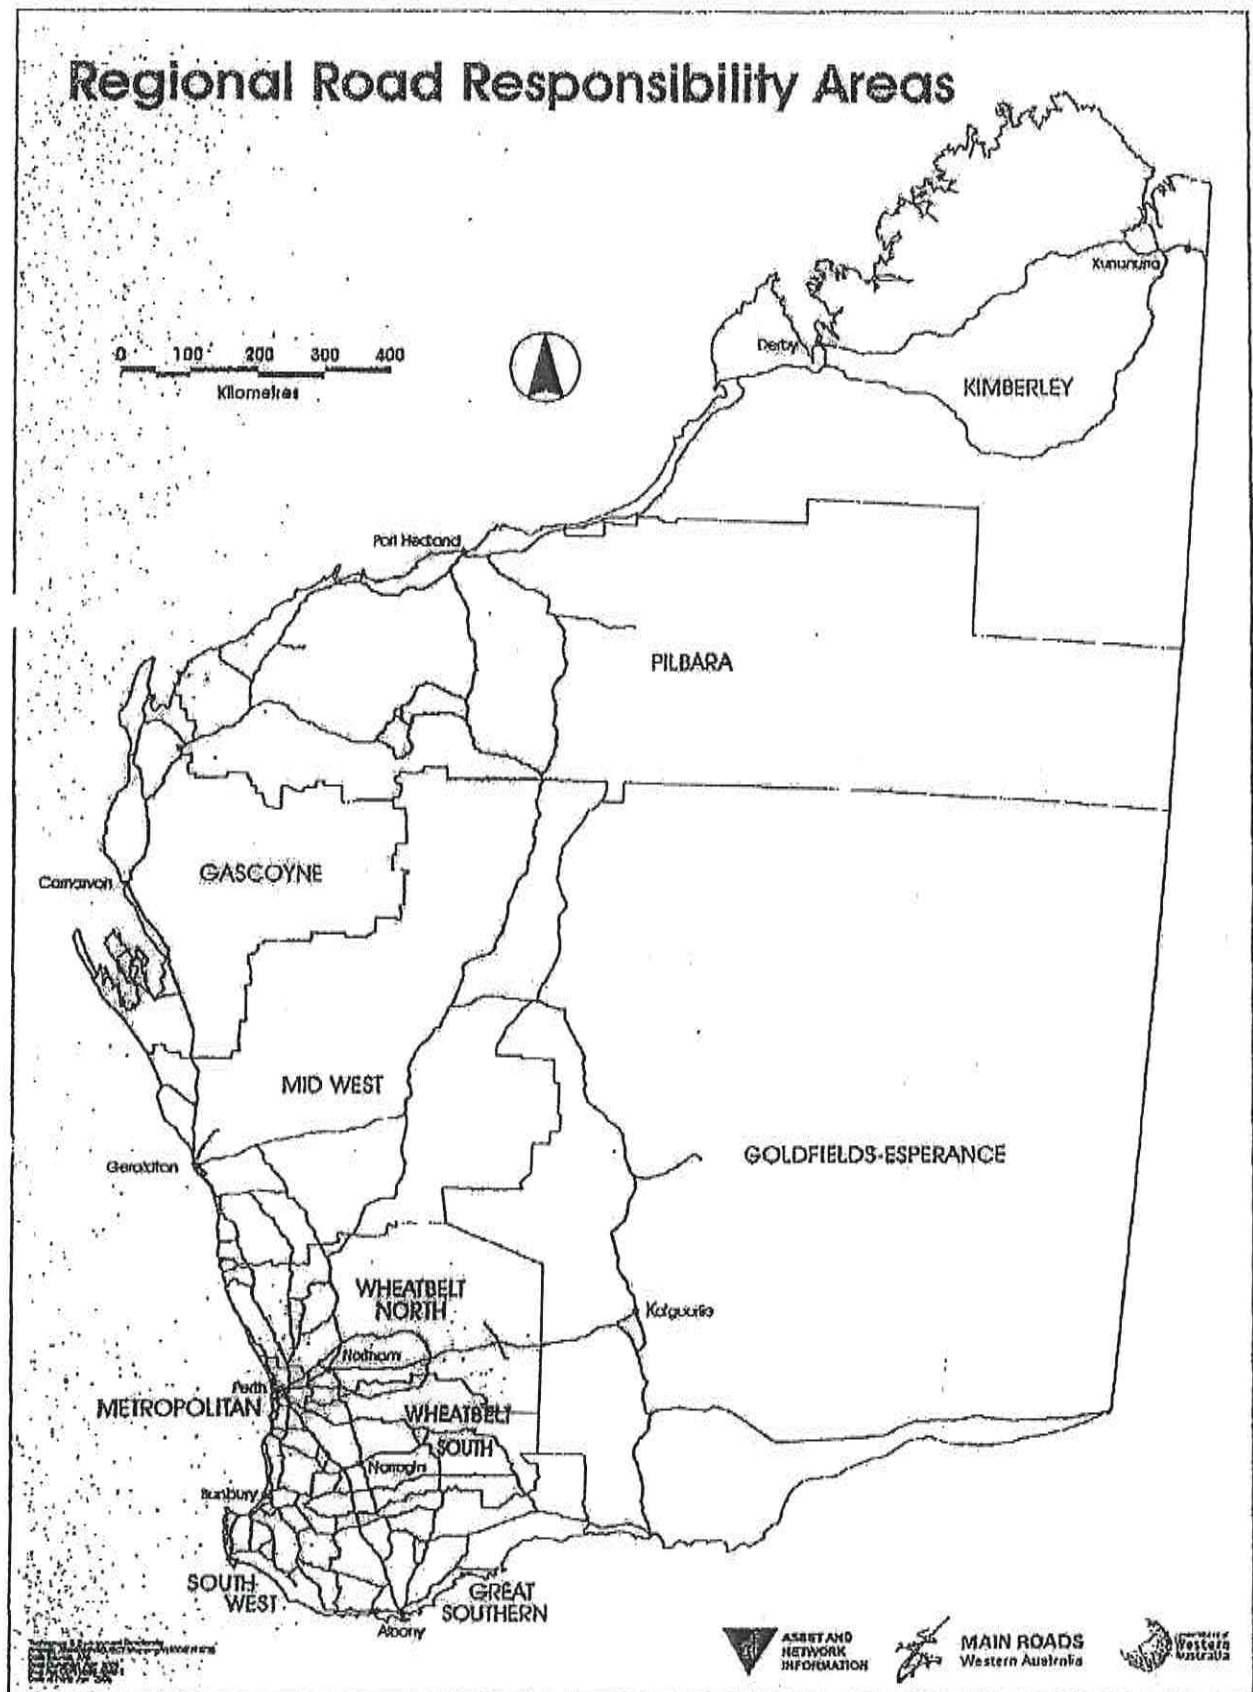 Regional Road Responsibility Areas
Kununurra
Derby
0 100 200 300 400
Kilometres
KIMBERLEY
Port Hedland
PILBARA
GASCOYNE
Carnarvon
MID WEST
GOLDFIELDS-ESPERANCE
Geraldton
WHEATBELT
NORTH
Kalgoorlie
Northam
Perth
METROPOLITAN
WHEATBELT
SOUTH
Narrogin
Bunbury
SOUTH
WEST
GREAT
SOUTHERN
Albany
ASSET AND
NETWORK
INFORMATION
MAIN ROADS
Western Australia
Western
Australia